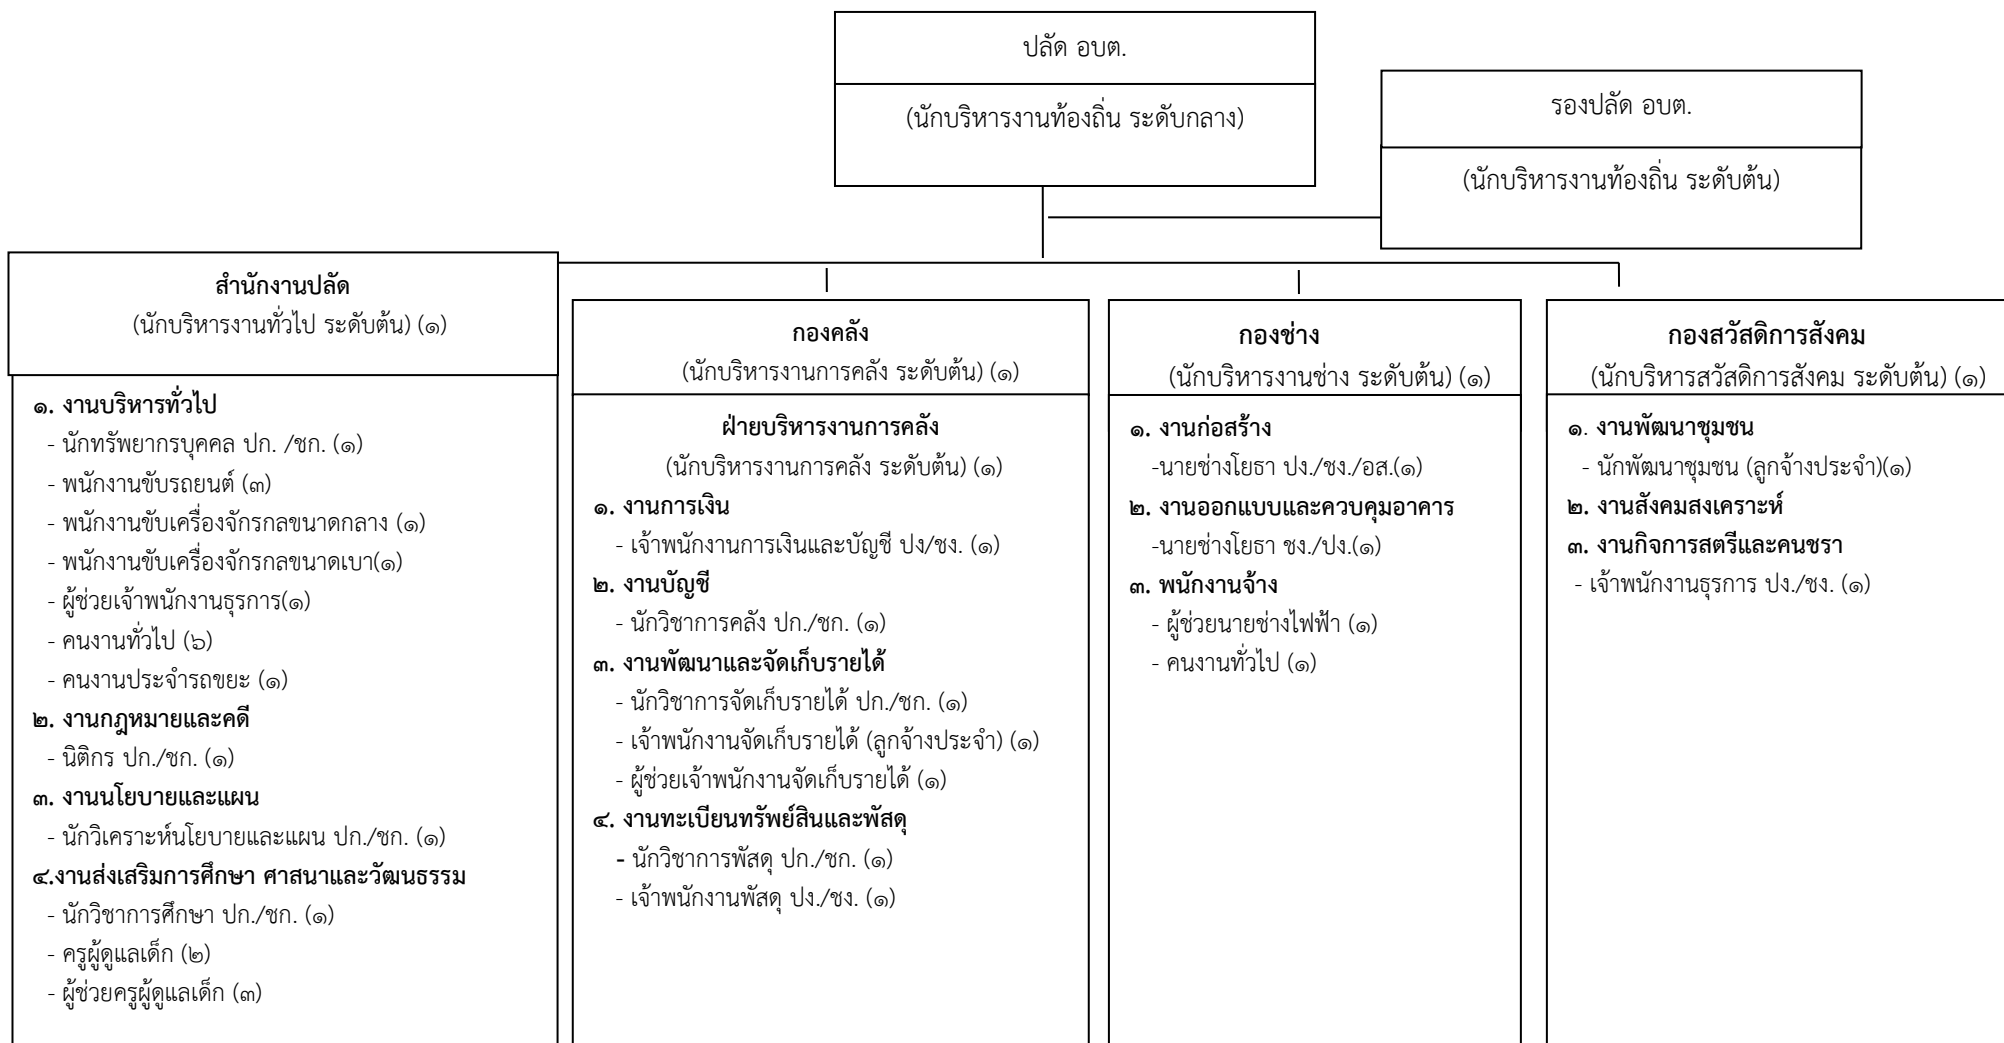 ปลัด อบต.
(นักบริหารงานท้องถิ่น ระดับกลาง)
รองปลัด อบต.
(นักบริหารงานท้องถิ่น ระดับต้น)
สำนักงานปลัด
(นักบริหารงานทั่วไป ระดับต้น) (๑)
๑. งานบริหารทั่วไป
- นักทรัพยากรบุคคล ปก. /ชก. (๑)
- พนักงานขับรถยนต์ (๓)
- พนักงานขับเครื่องจักรกลขนาดกลาง (๑)
- พนักงานขับเครื่องจักรกลขนาดเบา(๑)
- ผู้ช่วยเจ้าพนักงานธุรการ(๑)
- คนงานทั่วไป (๖)
- คนงานประจำรถขยะ (๑)
๒. งานกฎหมายและคดี
- นิติกร ปก./ชก. (๑)
๓. งานนโยบายและแผน
- นักวิเคราะห์นโยบายและแผน ปก./ชก. (๑)
๔.งานส่งเสริมการศึกษา ศาสนาและวัฒนธรรม
- นักวิชาการศึกษา ปก./ชก. (๑)
- ครูผู้ดูแลเด็ก (๒)
- ผู้ช่วยครูผู้ดูแลเด็ก (๓)
กองคลัง
(นักบริหารงานการคลัง ระดับต้น) (๑)
ฝ่ายบริหารงานการคลัง
(นักบริหารงานการคลัง ระดับต้น) (๑)
๑. งานการเงิน
- เจ้าพนักงานการเงินและบัญชี ปง/ชง. (๑)
๒. งานบัญชี
- นักวิชาการคลัง ปก./ชก. (๑)
๓. งานพัฒนาและจัดเก็บรายได้
- นักวิชาการจัดเก็บรายได้ ปก./ชก. (๑)
- เจ้าพนักงานจัดเก็บรายได้ (ลูกจ้างประจำ) (๑)
- ผู้ช่วยเจ้าพนักงานจัดเก็บรายได้ (๑)
๔. งานทะเบียนทรัพย์สินและพัสดุ
- นักวิชาการพัสดุ ปก./ชก. (๑)
- เจ้าพนักงานพัสดุ ปง./ชง. (๑)
กองช่าง
(นักบริหารงานช่าง ระดับต้น) (๑)
๑. งานก่อสร้าง
-นายช่างโยธา ปง./ชง./อส.(๑)
๒. งานออกแบบและควบคุมอาคาร
-นายช่างโยธา ชง./ปง.(๑)
๓. พนักงานจ้าง
- ผู้ช่วยนายช่างไฟฟ้า (๑)
- คนงานทั่วไป (๑)
กองสวัสดิการสังคม
(นักบริหารสวัสดิการสังคม ระดับต้น) (๑)
๑. งานพัฒนาชุมชน
- นักพัฒนาชุมชน (ลูกจ้างประจำ)(๑)
๒. งานสังคมสงเคราะห์
๓. งานกิจการสตรีและคนชรา
- เจ้าพนักงานธุรการ ปง./ชง. (๑)